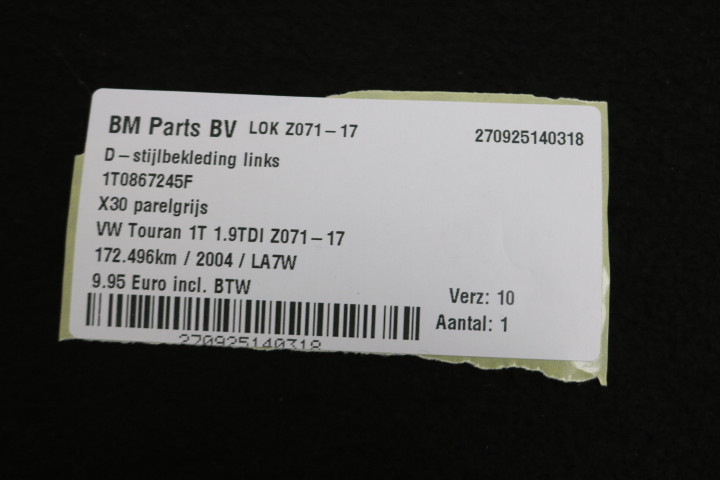 BM Parts BV LOK Z071-17
270925140318
D-stijlbekleding links
1T0867245F
X30 parelgrijs
VW Touran 1T 1.9TDI Z071-17
172.496km / 2004 / LA7W
9.95 Euro incl. BTW
Verz: 10
Aantal: 1
270925140318